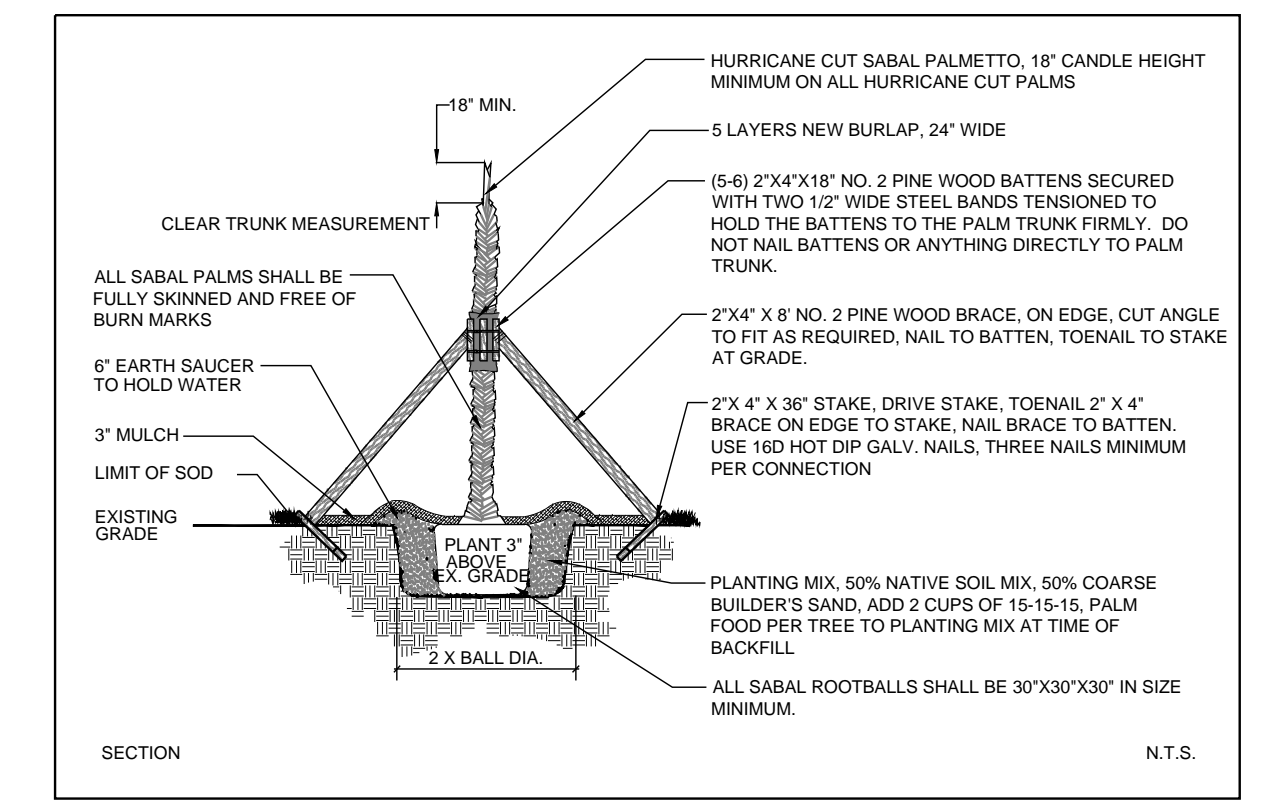 HURRICANE CUT SABAL PALMETTO, 18" CANDLE HEIGHT
MINIMUM ON ALL HURRICANE CUT PALMS
18" MIN.
5 LAYERS NEW BURLAP, 24" WIDE
(5-6) 2"X4"X18" NO. 2 PINE WOOD BATTENS SECURED
WITH TWO 1/2" WIDE STEEL BANDS TENSIONED TO
HOLD THE BATTENS TO THE PALM TRUNK FIRMLY. DO
NOT NAIL BATTENS OR ANYTHING DIRECTLY TO PALM
TRUNK.
CLEAR TRUNK MEASUREMENT
ALL SABAL PALMS SHALL BE
FULLY SKINNED AND FREE OF
BURN MARKS
2"X4" X 8' NO. 2 PINE WOOD BRACE, ON EDGE, CUT ANGLE
TO FIT AS REQUIRED, NAIL TO BATTEN, TOENAIL TO STAKE
AT GRADE.
6" EARTH SAUCER
TO HOLD WATER
2"X 4" X 36" STAKE, DRIVE STAKE, TOENAIL 2" X 4"
BRACE ON EDGE TO STAKE, NAIL BRACE TO BATTEN.
USE 16D HOT DIP GALV. NAILS, THREE NAILS MINIMUM
PER CONNECTION
3" MULCH
LIMIT OF SOD
EXISTING
GRADE
PLANT 3"
ABOVE
EX. GRADE
PLANTING MIX, 50% NATIVE SOIL MIX, 50% COARSE
BUILDER'S SAND, ADD 2 CUPS OF 15-15-15, PALM
FOOD PER TREE TO PLANTING MIX AT TIME OF
BACKFILL
2 X BALL DIA.
ALL SABAL ROOTBALLS SHALL BE 30"X30"X30" IN SIZE
MINIMUM.
SECTION
N.T.S.